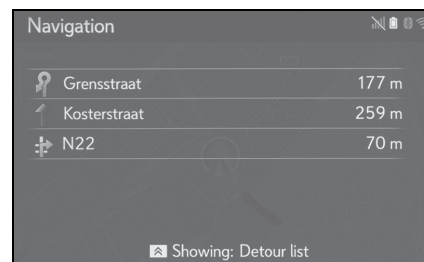 Navigation
Grensstraat 177 m
Kosterstraat 259 m
N22 70 m
Showing: Detour list